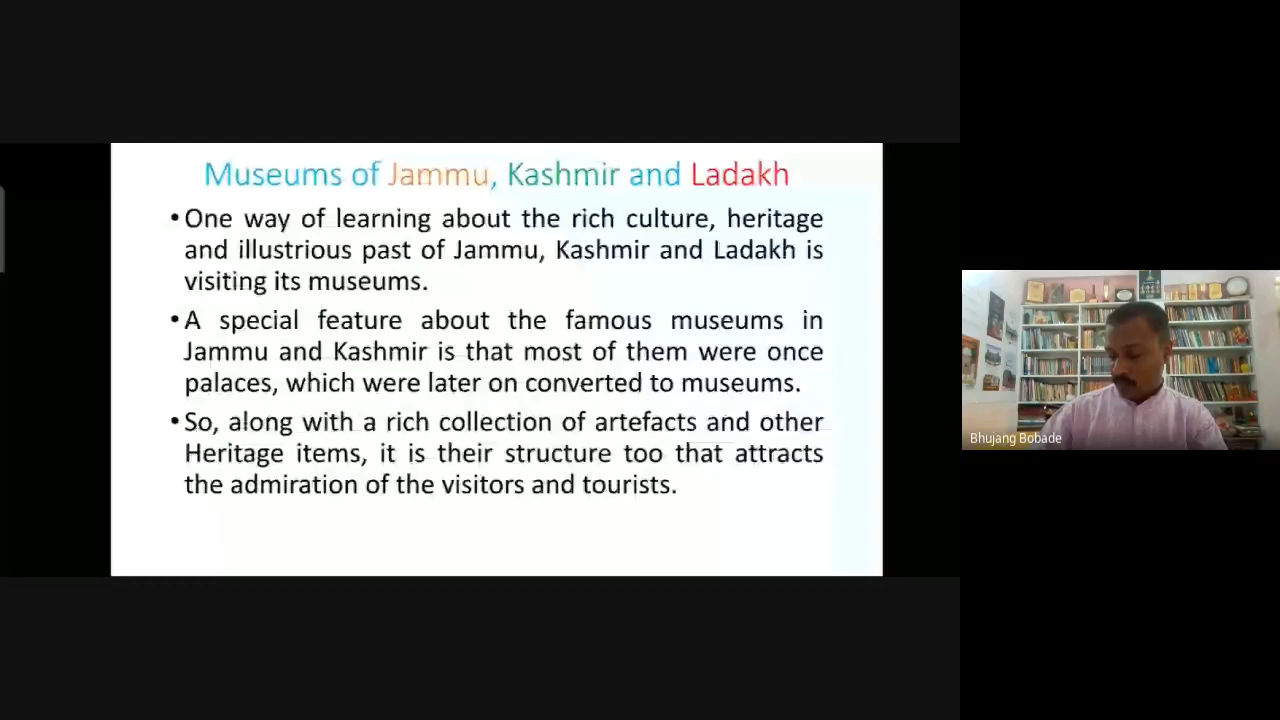 Museums of Jammu, Kashmir and Ladakh
•One way of learning about the rich culture, heritage
and illustrious past of Jammu, Kashmir and Ladakh is
visiting its museums.
•A special feature about the famous museums in
Jammu and Kashmir is that most of them were once
palaces, which were later on converted to museums.
•So, along with a rich collection of artefacts and other
Heritage items, it is their structure too that attracts
the admiration of the visitors and tourists.
Bhujang Bobade